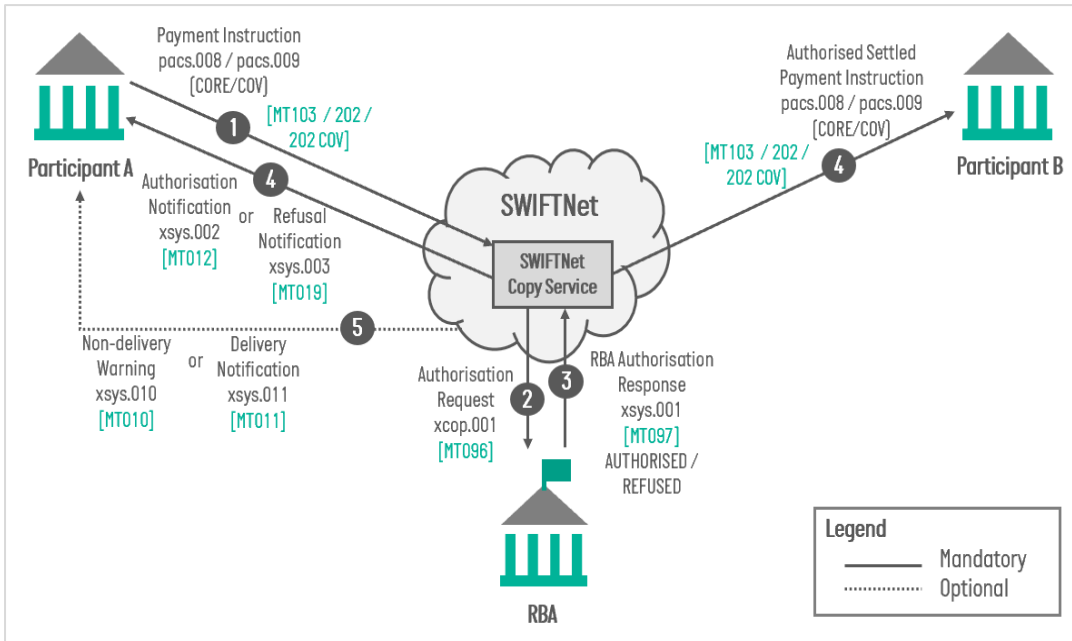 Payment Instruction
pacs.008 / pacs.009
(CORE/COV)
[MT103 / 202 /
202 COV]
1
Participant A
4
Authorisation
Notification
xsys.002
[MT012]
or
Refusal
Notification
xsys.003
[MT019]
5
Non-delivery
Warning
xsys.010
[MT010]
or
Delivery
Notification
xsys.011
[MT011]
SWIFTNet
SWIFTNet
Copy Service
Authorisation
Request
xcop.001
[MT096]
2
3
RBA Authorisation
Response
xsys.001
[MT097]
AUTHORISED /
REFUSED
RBA
Authorised Settled
Payment Instruction
pacs.008 / pacs.009
(CORE/COV)
[MT103 / 202 /
202 COV]
4
Participant B
Legend
Mandatory
Optional